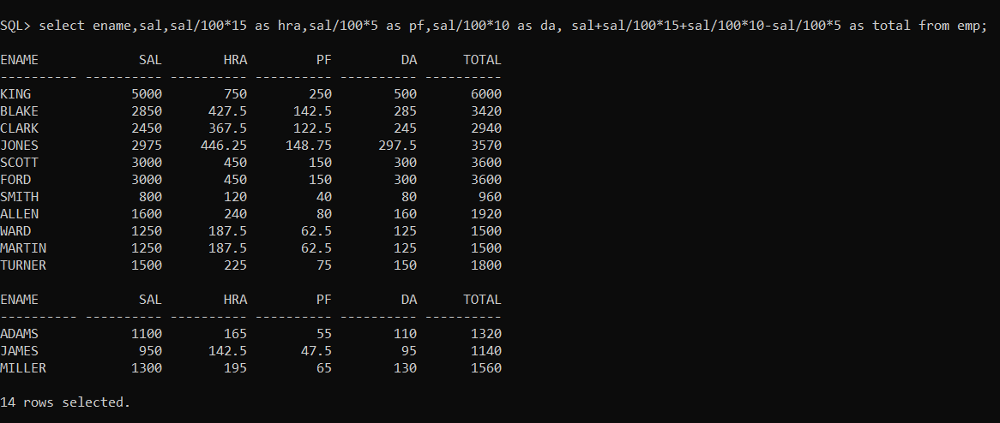 SQL> select ename,sal,sal/100*15 as hra,sal/100*5 as pf,sal/100*10 as da, sal+sal/100*15+sal/100*10-sal/100*5 as total from emp;
ENAME             SAL        HRA         PF         DA      TOTAL
---------- ---------- ---------- ---------- ---------- ----------
KING             5000        750        250        500       6000
BLAKE            2850      427.5      142.5        285       3420
CLARK            2450      367.5      122.5        245       2940
JONES            2975     446.25     148.75      297.5       3570
SCOTT            3000        450        150        300       3600
FORD             3000        450        150        300       3600
SMITH             800        120         40         80        960
ALLEN            1600        240         80        160       1920
WARD             1250      187.5       62.5        125       1500
MARTIN           1250      187.5       62.5        125       1500
TURNER           1500        225         75        150       1800
ENAME             SAL        HRA         PF         DA      TOTAL
---------- ---------- ---------- ---------- ---------- ----------
ADAMS            1100        165         55        110       1320
JAMES             950      142.5       47.5         95       1140
MILLER           1300        195         65        130       1560
14 rows selected.